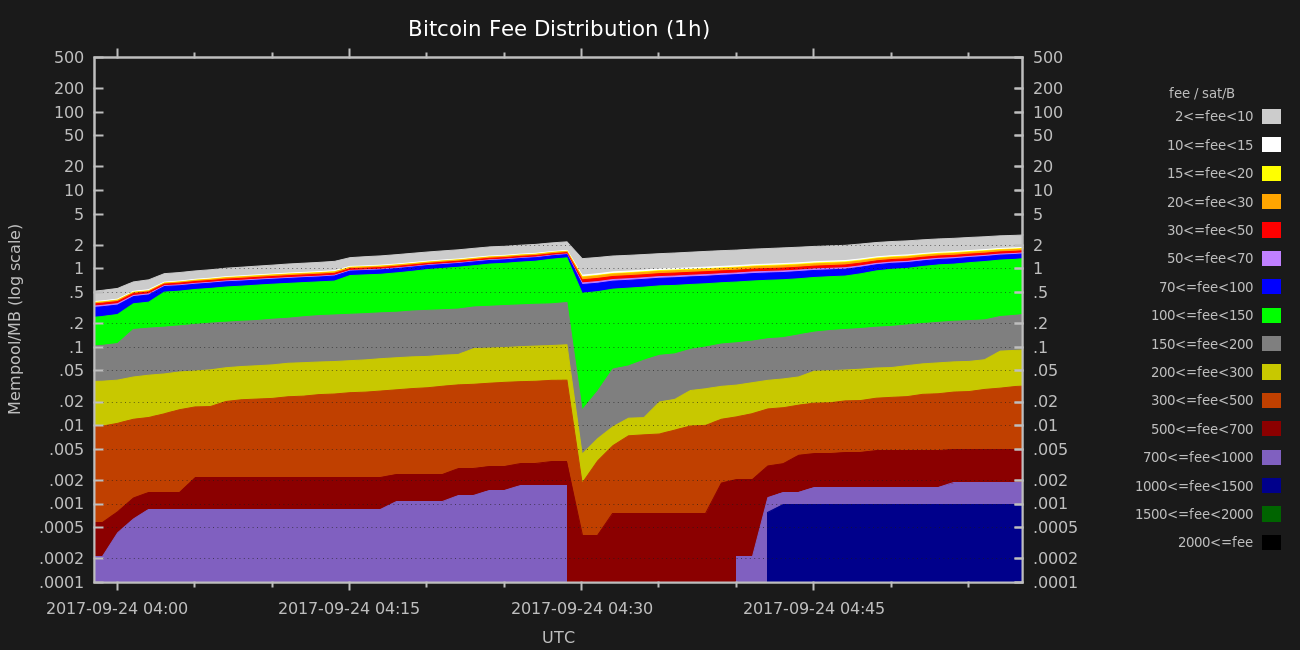 Bitcoin Fee Distribution (1h)
500
200
100
50
20
10
5
2
1
.5
.2
.1
.05
.02
.01
.005
.002
.001
.0005
.0002
.0001
Mempool/MB (log scale)
500
200
100
50
20
10
5
2
1
.5
.2
.1
.05
.02
.01
.005
.002
.001
.0005
.0002
.0001
2017-09-24 04:00 2017-09-24 04:15 2017-09-24 04:30 2017-09-24 04:45
UTC
fee / sat/B
2<=fee<10
10<=fee<15
15<=fee<20
20<=fee<30
30<=fee<50
50<=fee<70
70<=fee<100
100<=fee<150
150<=fee<200
200<=fee<300
300<=fee<500
500<=fee<700
700<=fee<1000
1000<=fee<1500
1500<=fee<2000
2000<=fee